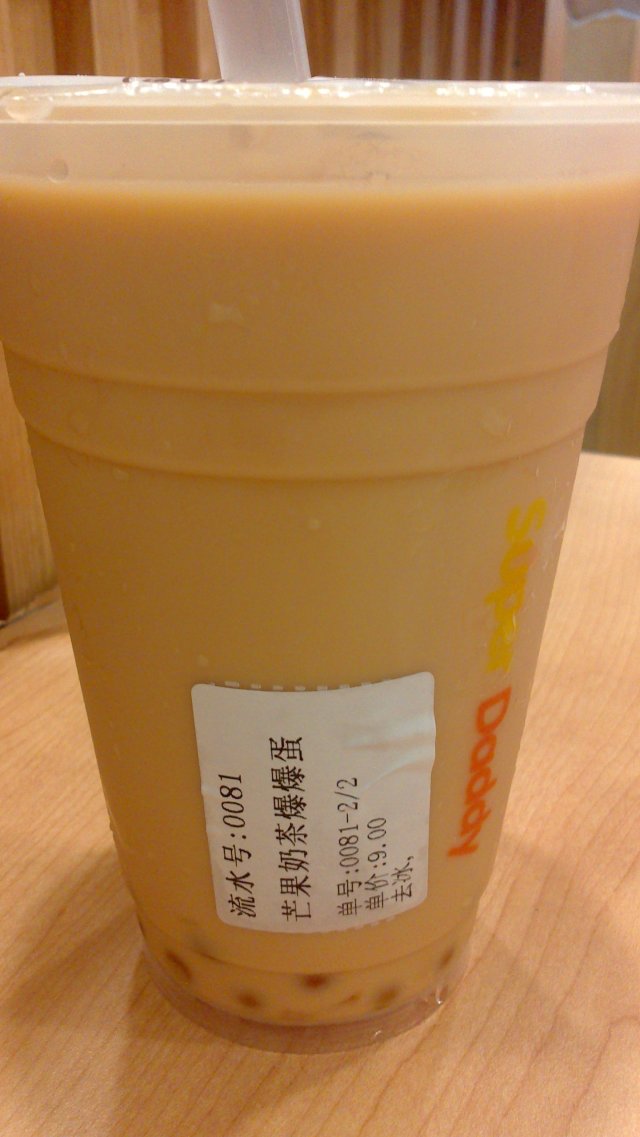 流水号:0081
芒果奶茶爆爆蛋
单号:0081-2/2
单价:9.00
去冰,
Super Daddy